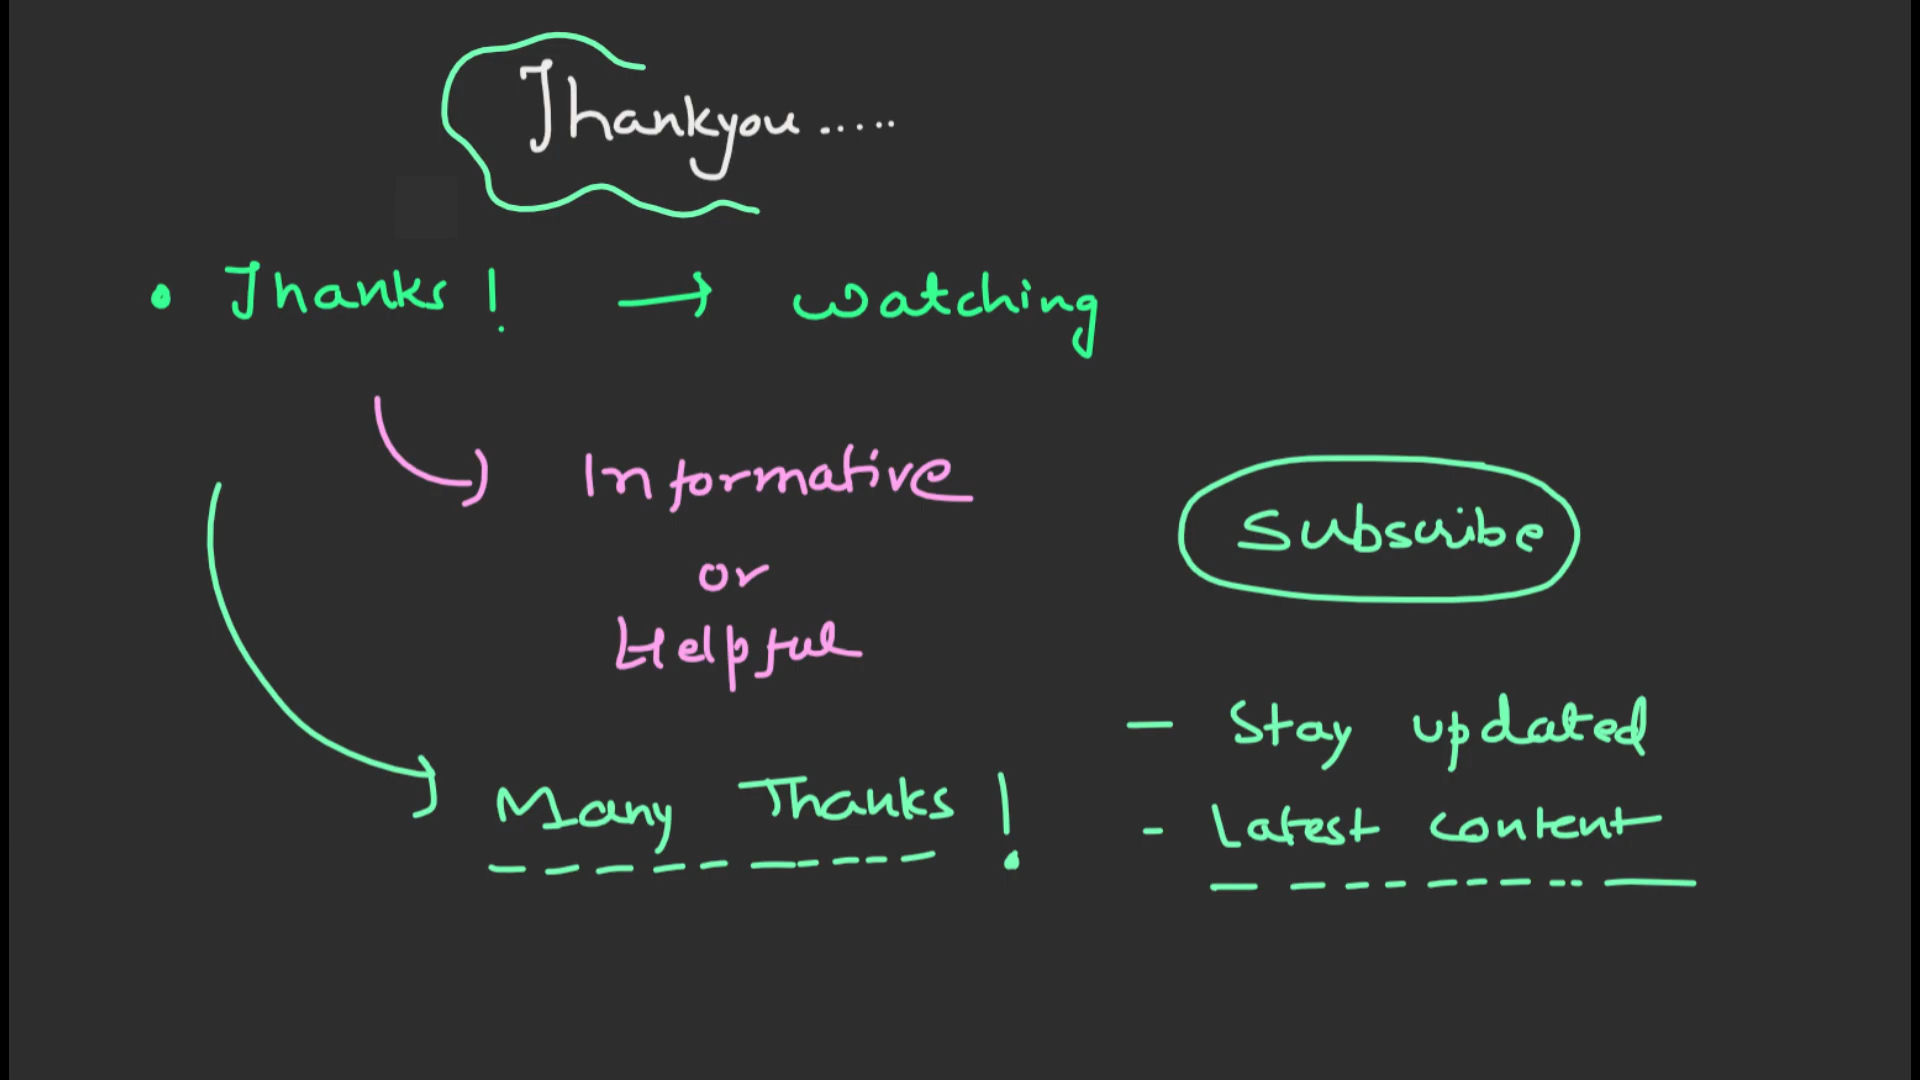 Thankyou.....
• Thanks! → watching
Informative
or
Helpful
Many Thanks!
Subscribe
- Stay updated
- Latest content